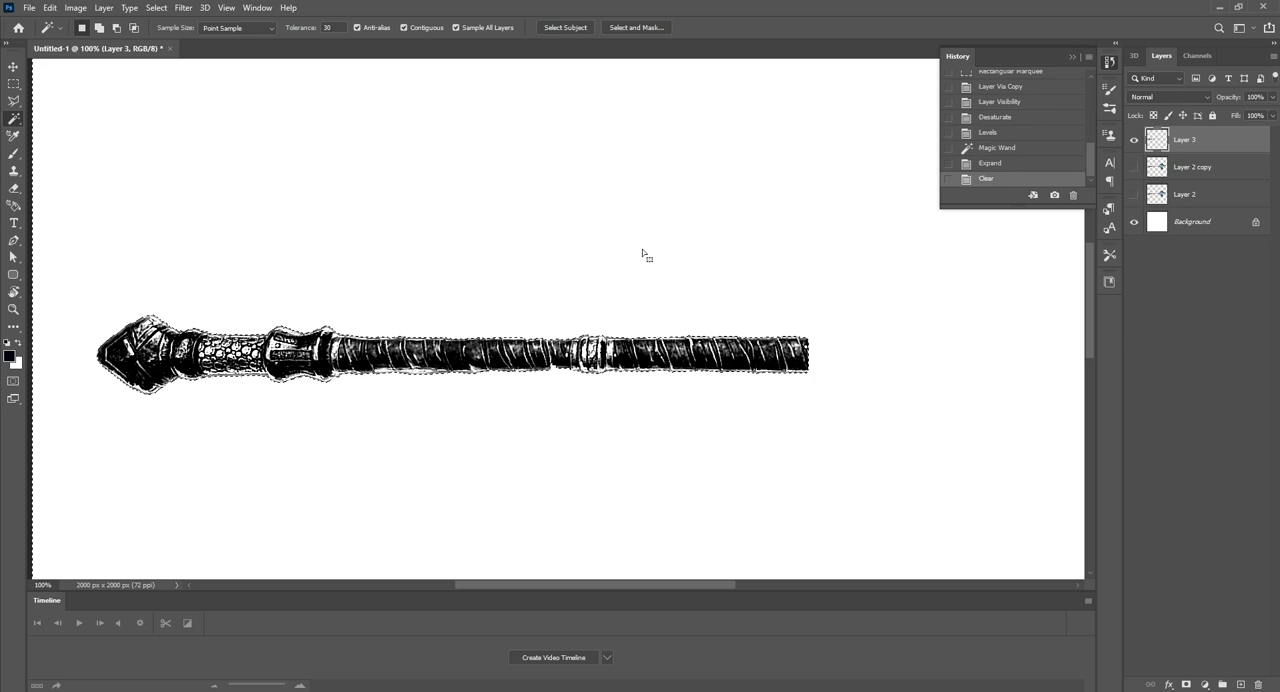 Ps File Edit Image Layer Type Select Filter 3D View Window Help
Sample Size: Point Sample Tolerance: 30 Anti-alias Contiguous Sample All Layers Select Subject Select and Mask...
Untitled-1 @ 100% (Layer 3, RGB/8) *
History
Rectangular Marquee
Layer Via Copy
Layer Visibility
Desaturate
Levels
Magic Wand
Expand
Clear
3D Layers Channels
Kind
Normal Opacity: 100%
Lock: Fill: 100%
Layer 3
Layer 2 copy
Layer 2
Background
100% 2000 px x 2000 px (72 ppi)
Timeline
Create Video Timeline